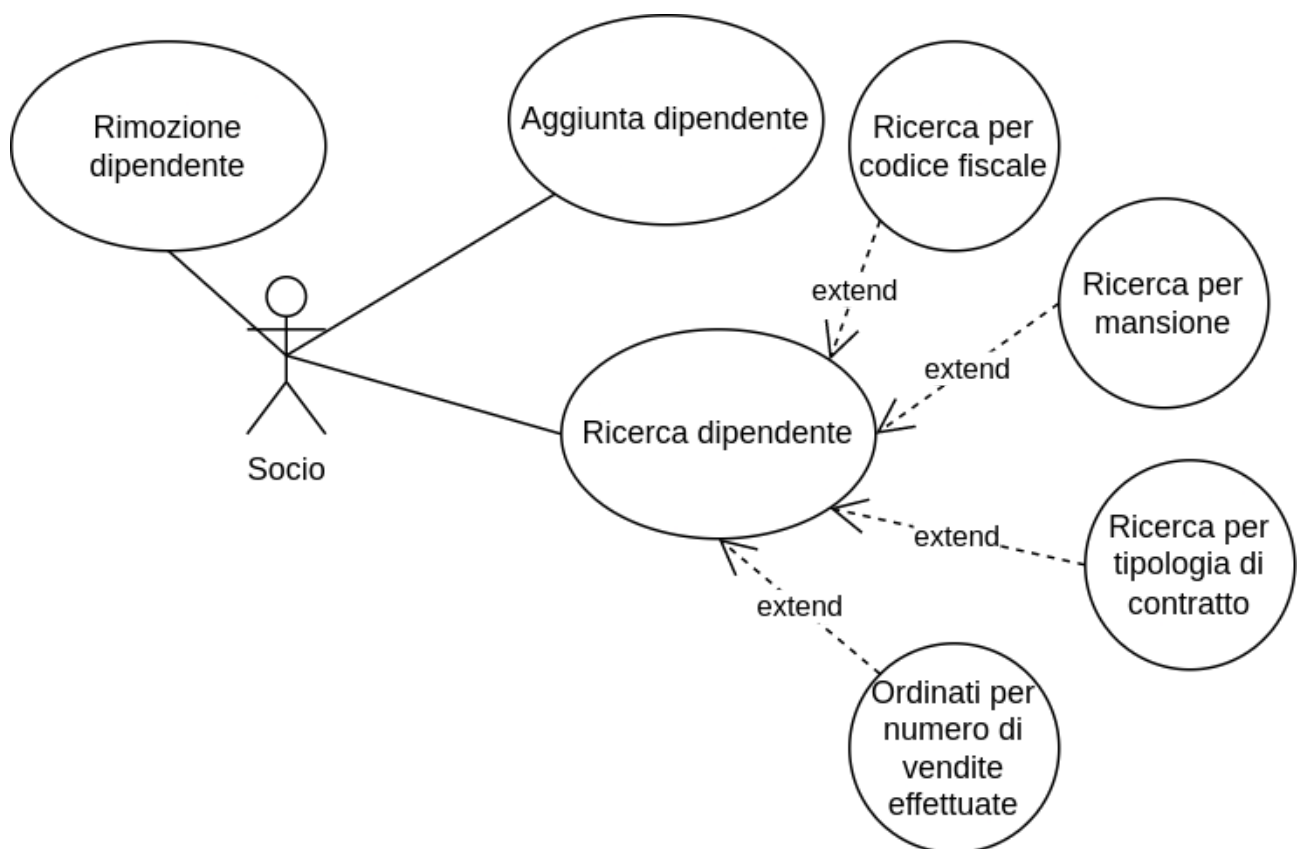 Rimozione
dipendente
Aggiunta dipendente
Ricerca per
codice fiscale
extend
Ricerca per
mansione
extend
Ricerca dipendente
Socio
extend
Ricerca per
tipologia di
contratto
extend
Ordinati per
numero di
vendite
effettuate